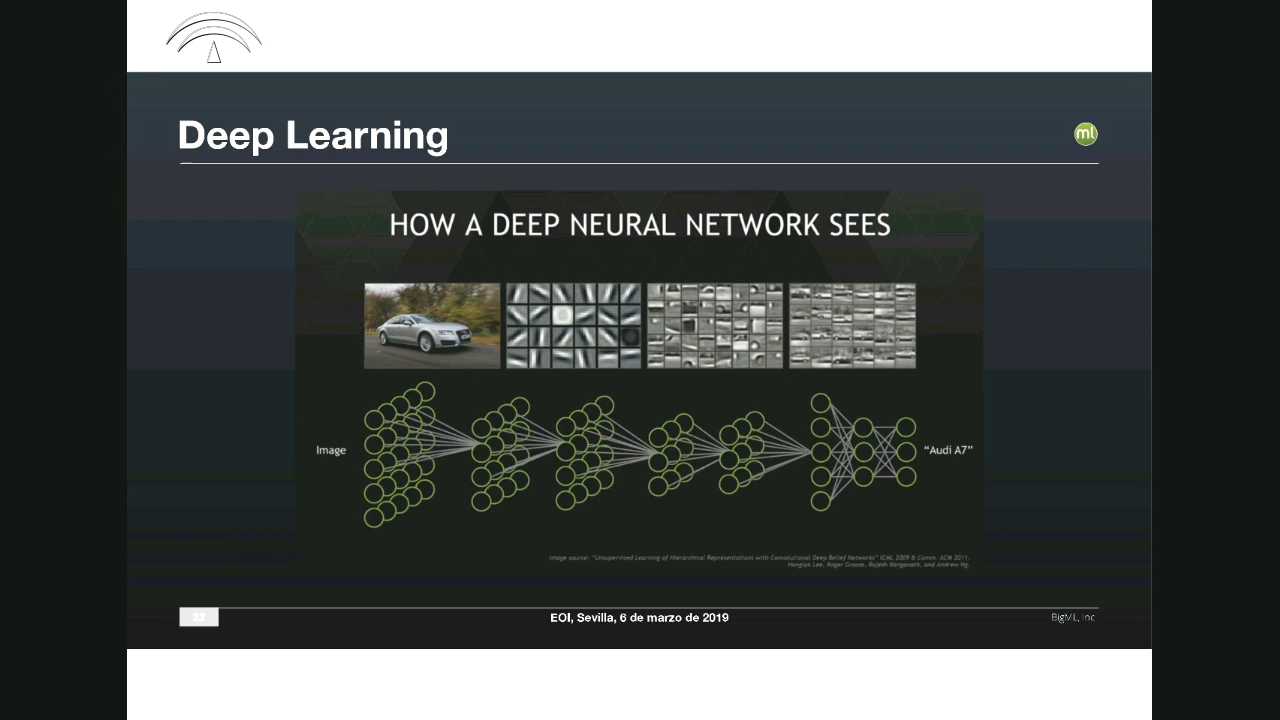 Deep Learning
ml
HOW A DEEP NEURAL NETWORK SEES
Image
“Audi A7”
Image source: "Unsupervised Learning of Hierarchical Representations with Convolutional Deep Belief Networks" ICML 2009 & Comm. ACM 2011.
Honglak Lee, Roger Grosse, Rajesh Ranganath, and Andrew Ng.
22
EOI, Sevilla, 6 de marzo de 2019
BigML, Inc